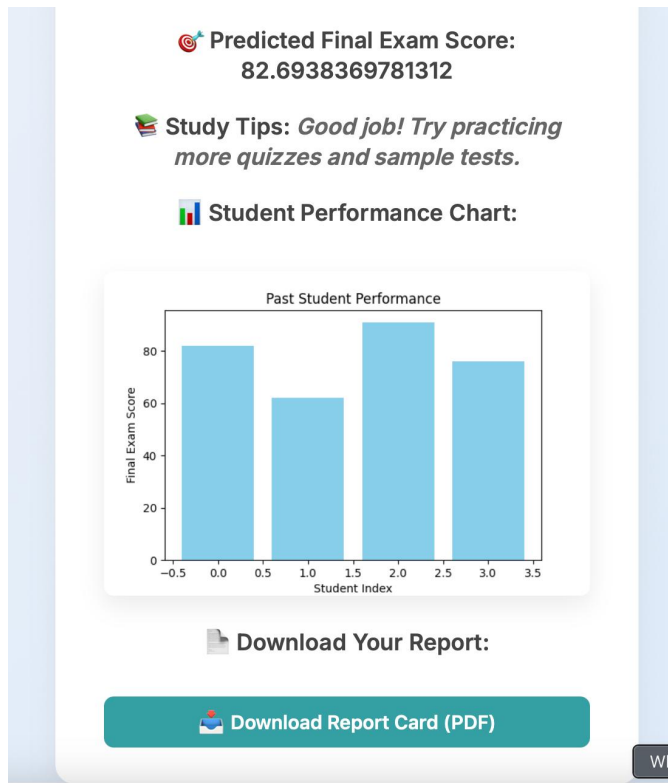 🎯 Predicted Final Exam Score:
82.6938369781312
📚 Study Tips: Good job! Try practicing
more quizzes and sample tests.
📊 Student Performance Chart:
Past Student Performance
Final Exam Score
80
60
40
20
0
−0.5 0.0 0.5 1.0 1.5 2.0 2.5 3.0 3.5
Student Index
📄 Download Your Report:
📥 Download Report Card (PDF)